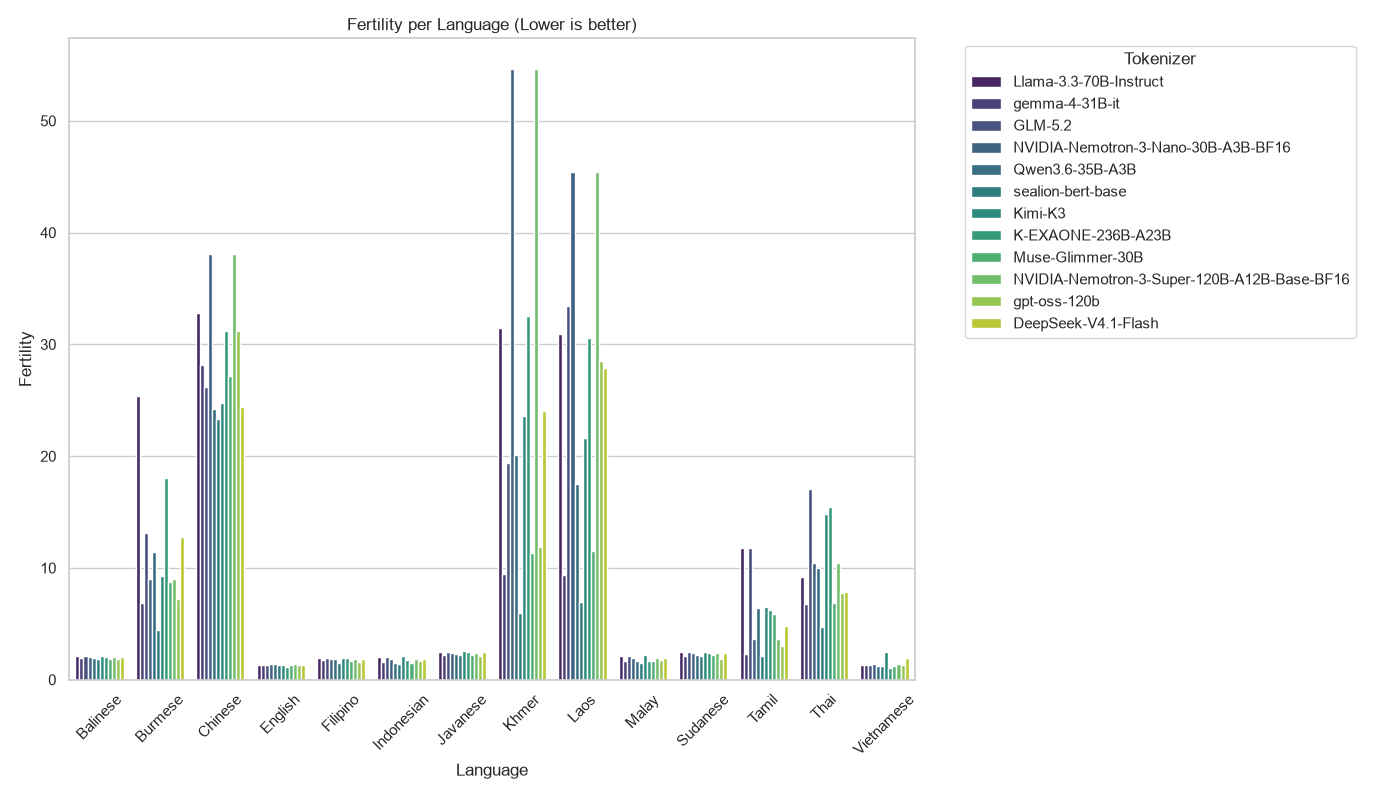 Fertility per Language (Lower is better)
Fertility
50
40
30
20
10
0
Balinese
Burmese
Chinese
English
Filipino
Indonesian
Javanese
Khmer
Laos
Malay
Sudanese
Tamil
Thai
Vietnamese
Language
Tokenizer
Llama-3.3-70B-Instruct
gemma-4-31B-it
GLM-5.2
NVIDIA-Nemotron-3-Nano-30B-A3B-BF16
Qwen3.6-35B-A3B
sealion-bert-base
Kimi-K3
K-EXAONE-236B-A23B
Muse-Glimmer-30B
NVIDIA-Nemotron-3-Super-120B-A12B-Base-BF16
gpt-oss-120b
DeepSeek-V4.1-Flash